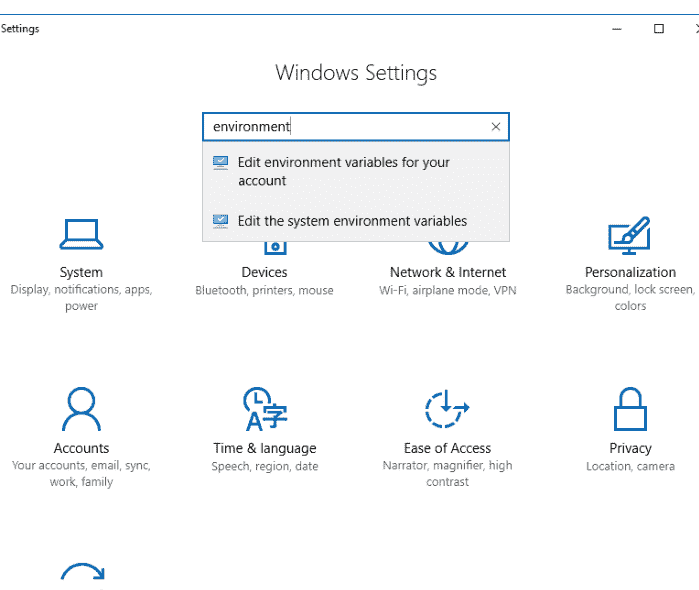 Settings
Windows Settings
environment
Edit environment variables for your
account
Edit the system environment variables
System
Display, notifications, apps,
power
Devices
Bluetooth, printers, mouse
Network & Internet
Wi-Fi, airplane mode, VPN
Personalization
Background, lock screen,
colors
Accounts
Your accounts, email, sync,
work, family
Time & language
Speech, region, date
Ease of Access
Narrator, magnifier, high
contrast
Privacy
Location, camera